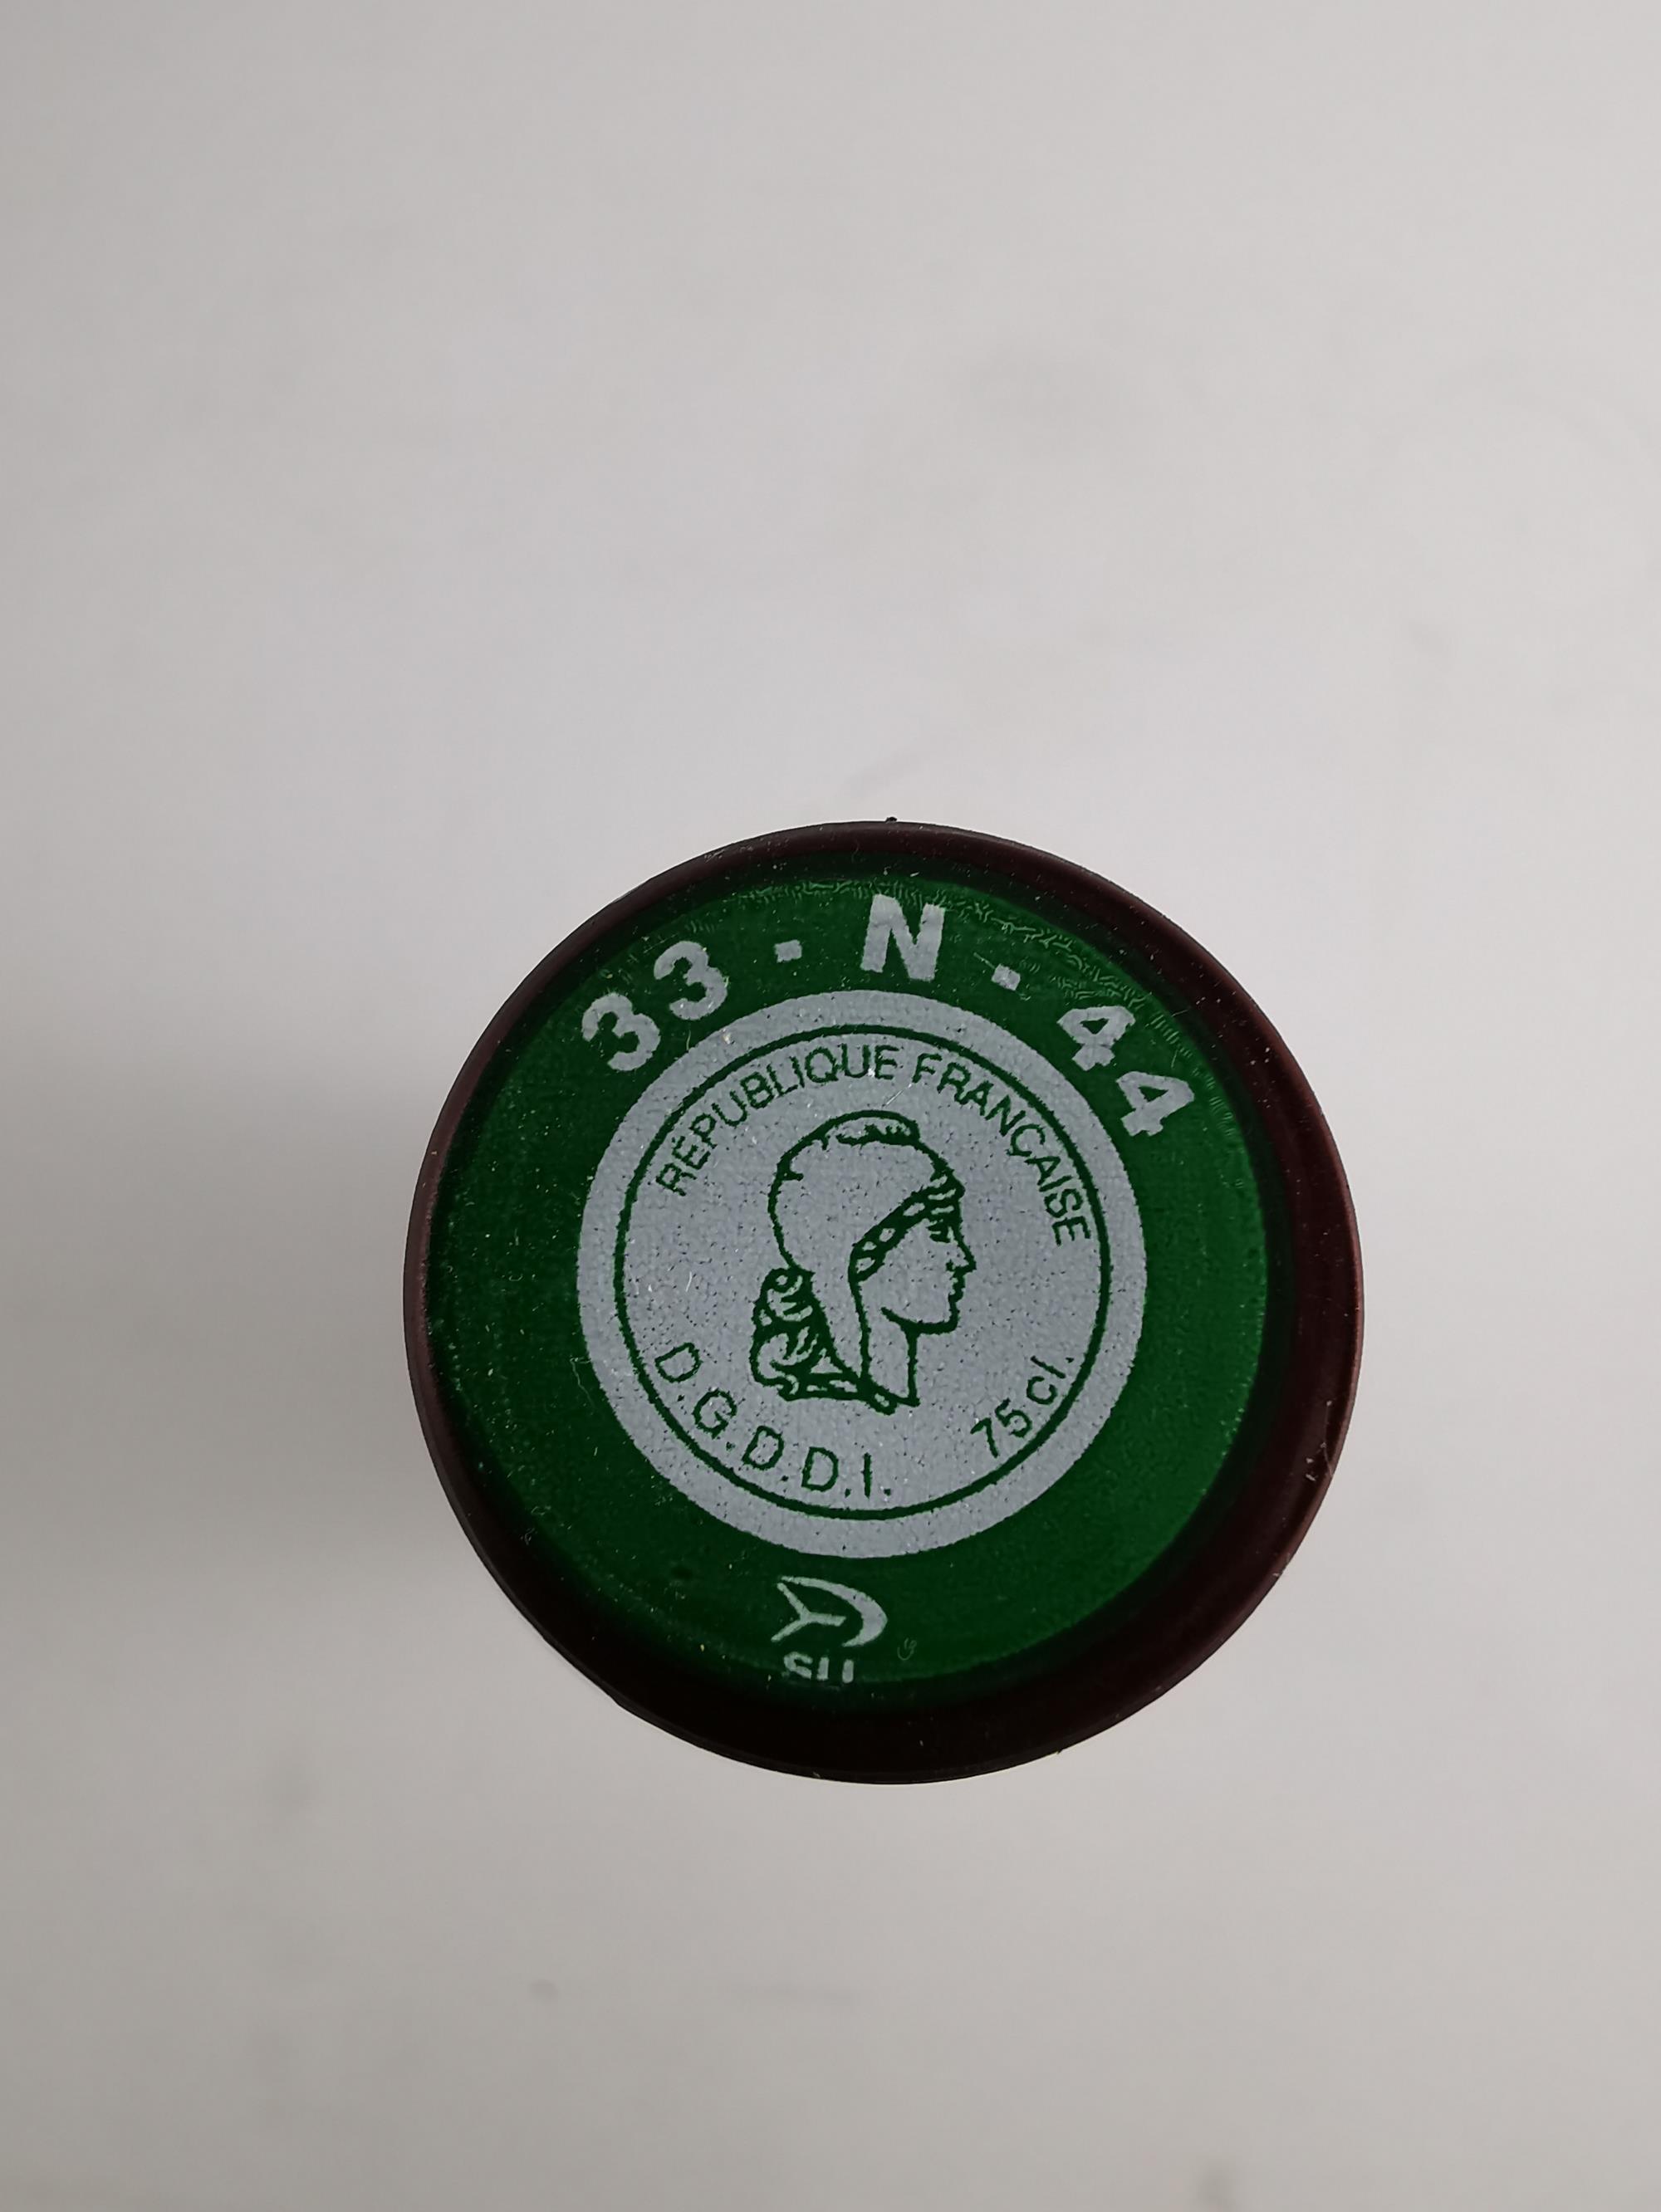 33 · N · 44
RÉPUBLIQUE FRANÇAISE
D.G.D.D.I.
75 cl.